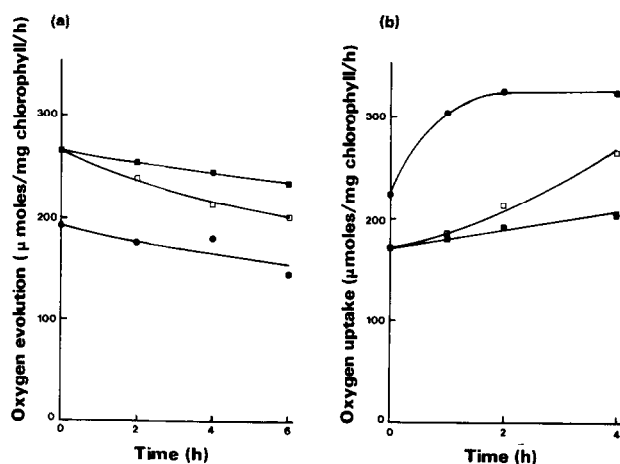 (a)
Oxygen evolution ( μ moles/mg chlorophyll/h)
300
200
100
0
0 2 4 6
Time (h)
(b)
Oxygen uptake (μmoles/mg chlorophyll/h)
300
200
100
0
0 2 4
Time (h)